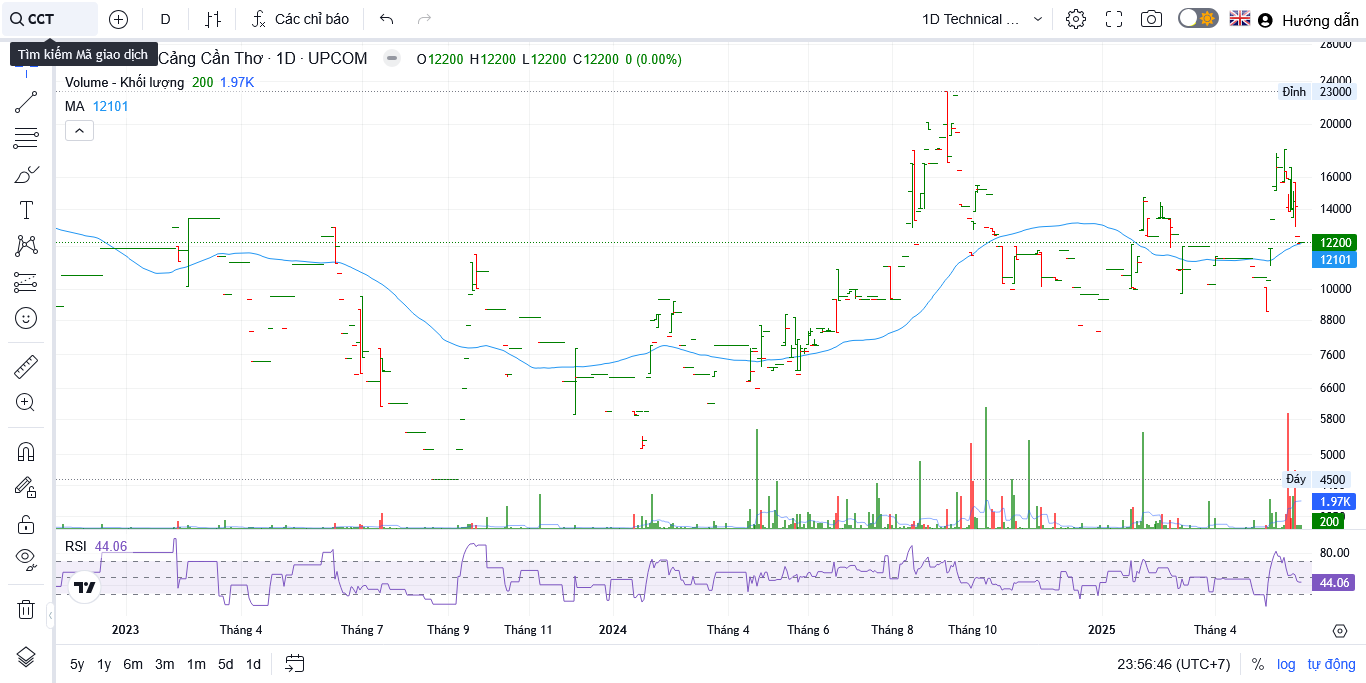 CCT
D
Các chỉ báo
1D Technical ...
Hướng dẫn
Tìm kiếm Mã giao dịch
Cảng Cần Thơ · 1D · UPCOM
O12200 H12200 L12200 C12200 0 (0.00%)
Volume - Khối lượng 200 1.97K
MA 12101
28000
24000
Đỉnh 23000
20000
16000
14000
12200
12101
10000
8800
7600
6600
5800
5000
Đáy 4500
1.97K
200
RSI 44.06
80.00
44.06
2023 Tháng 4 Tháng 7 Tháng 9 Tháng 11 2024 Tháng 4 Tháng 6 Tháng 8 Tháng 10 2025 Tháng 4
5y 1y 6m 3m 1m 5d 1d
23:56:46 (UTC+7) % log tự động